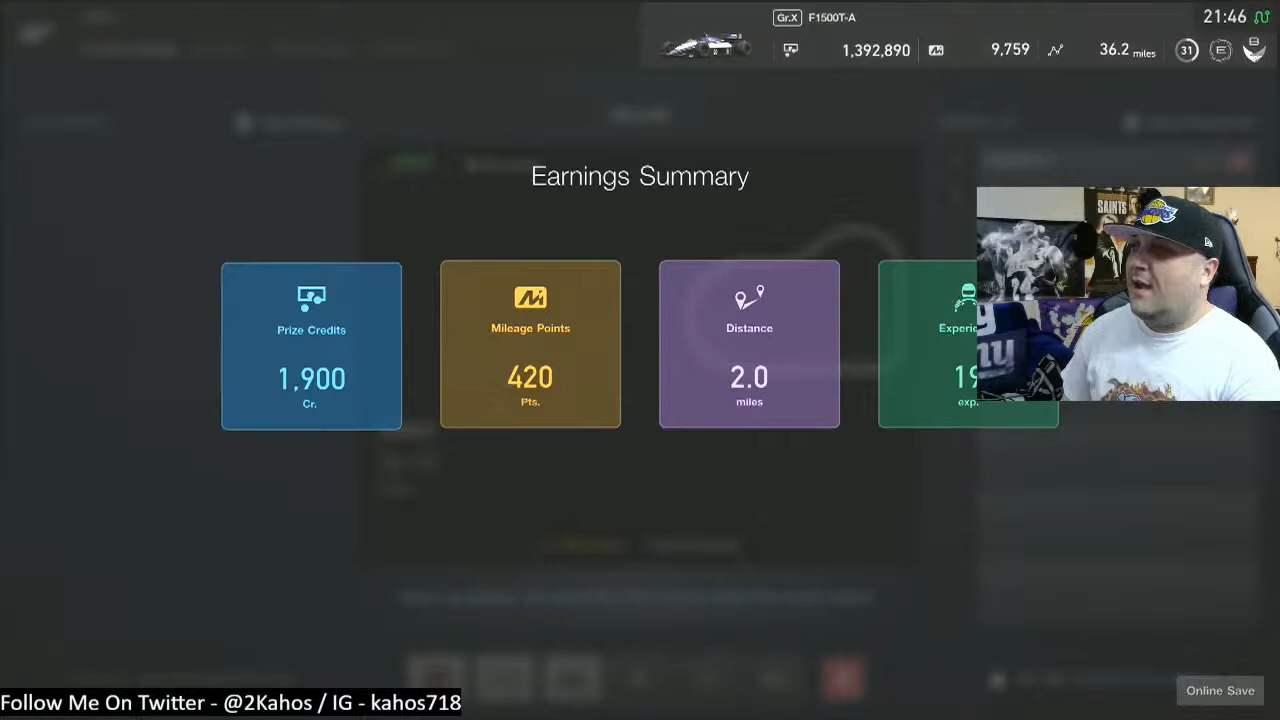 Gr.X F1500T-A
21:46
1,392,890
9,759
36.2 miles
31
E
B
Earnings Summary
SAINTS
Prize Credits
Mileage Points
Distance
1,900
420
2.0
Cr.
Pts.
miles
exp.
Online Save
Follow Me On Twitter - @2Kahos / IG - kahos718